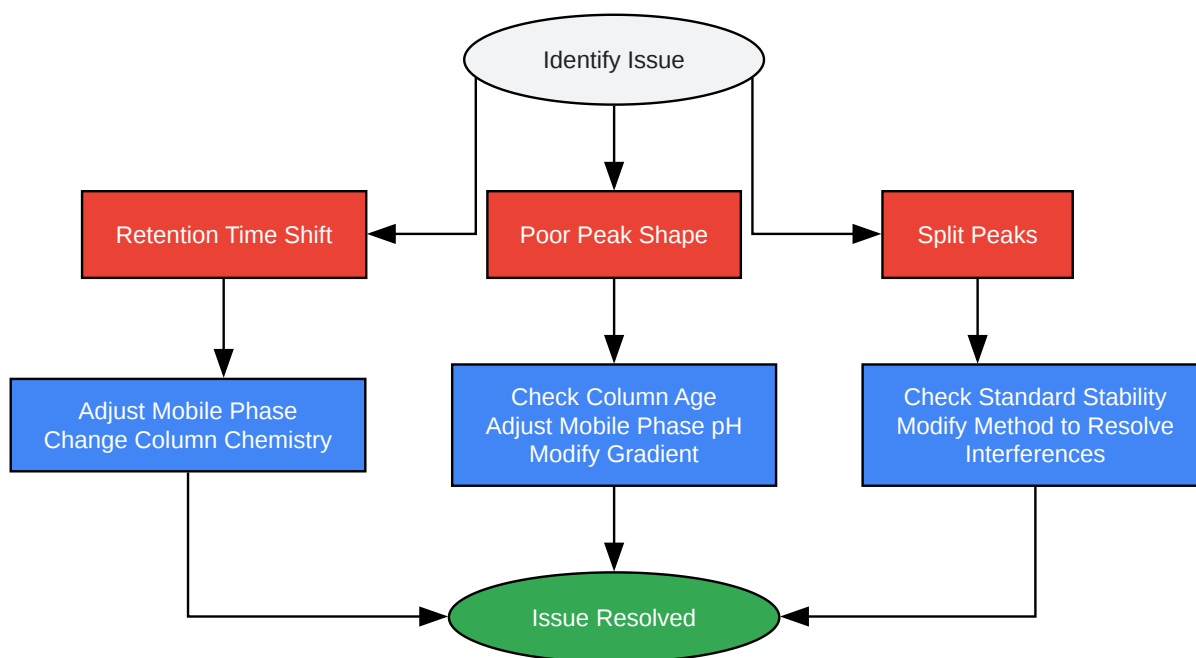 Identify Issue
Retention Time Shift
Poor Peak Shape
Split Peaks
Adjust Mobile Phase
Change Column Chemistry
Check Column Age
Adjust Mobile Phase pH
Modify Gradient
Check Standard Stability
Modify Method to Resolve
Interferences
Issue Resolved